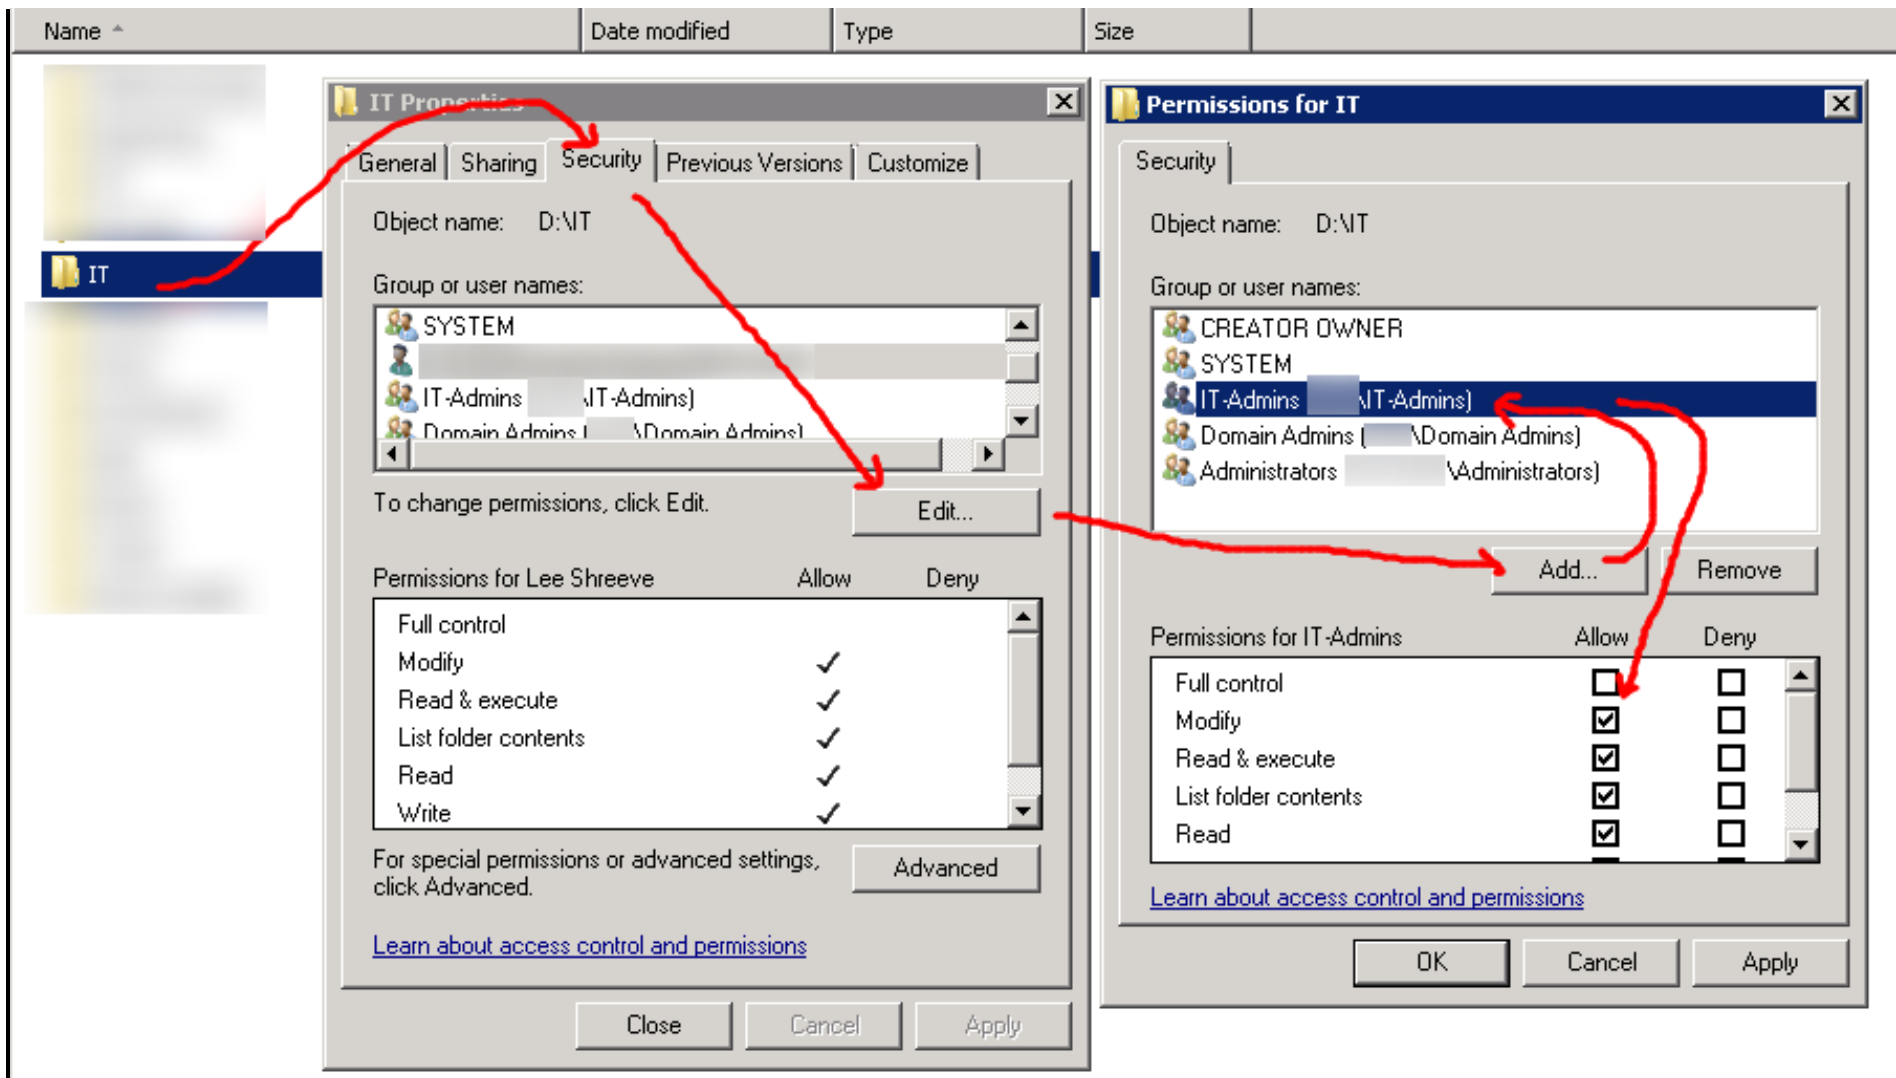 Name
Date modified
Type
Size
IT
IT Properties
General
Sharing
Security
Previous Versions
Customize
Object name: D:\IT
Group or user names:
SYSTEM
IT-Admins \IT-Admins)
Domain Admins ( \Domain Admins)
To change permissions, click Edit.
Edit...
Permissions for Lee Shreeve Allow Deny
Full control
Modify
Read & execute
List folder contents
Read
Write
For special permissions or advanced settings,
click Advanced.
Advanced
Learn about access control and permissions
Close
Cancel
Apply
Permissions for IT
Security
Object name: D:\IT
Group or user names:
CREATOR OWNER
SYSTEM
IT-Admins \IT-Admins)
Domain Admins ( \Domain Admins)
Administrators \Administrators)
Add...
Remove
Permissions for IT-Admins Allow Deny
Full control
Modify
Read & execute
List folder contents
Read
Learn about access control and permissions
OK
Cancel
Apply